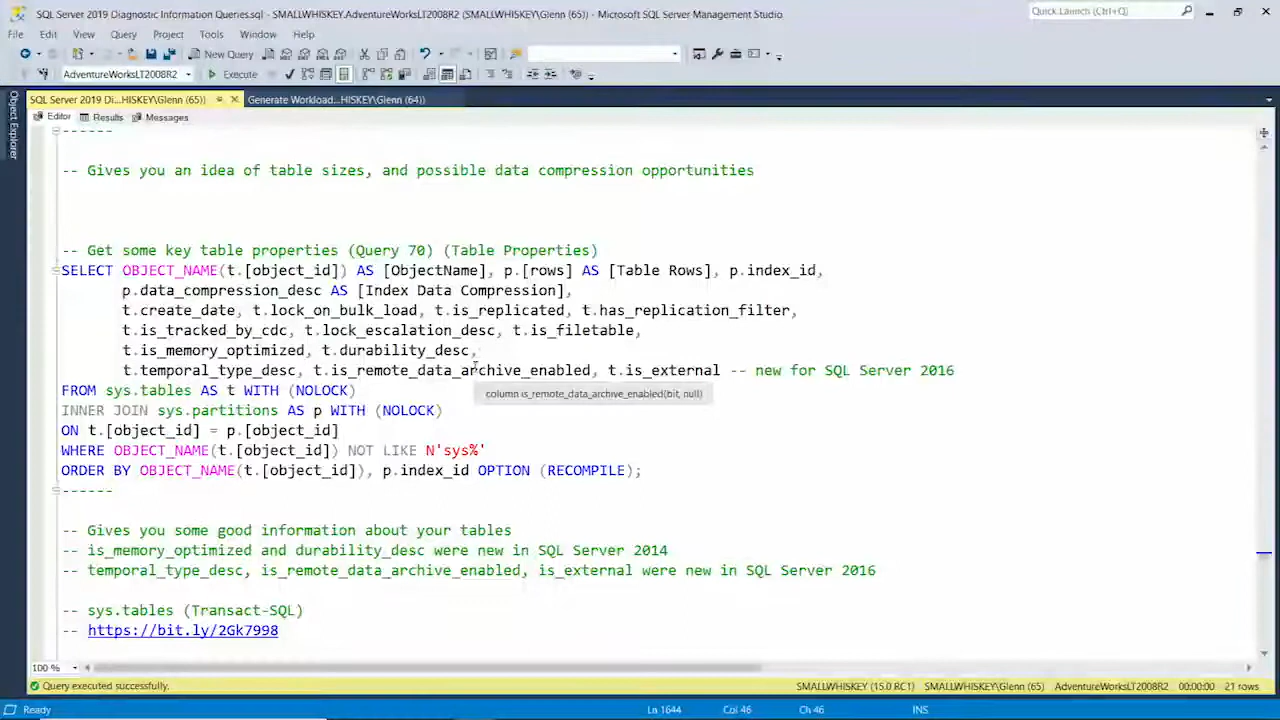 SQL Server 2019 Diagnostic Information Queries.sql - SMALLWHISKEY.AdventureWorksLT2008R2 (SMALLWHISKEY\Glenn (65)) - Microsoft SQL Server Management Studio
Quick Launch (Ctrl+Q)
File Edit View Query Project Tools Window Help
New Query
AdventureWorksLT2008R2
Execute
SQL Server 2019 Di...HISKEY\Glenn (65))
Generate Workload...HISKEY\Glenn (64))
Object Explorer
Editor Results Messages
------
-- Gives you an idea of table sizes, and possible data compression opportunities
-- Get some key table properties (Query 70) (Table Properties)
SELECT OBJECT_NAME(t.[object_id]) AS [ObjectName], p.[rows] AS [Table Rows], p.index_id,
p.data_compression_desc AS [Index Data Compression],
t.create_date, t.lock_on_bulk_load, t.is_replicated, t.has_replication_filter,
t.is_tracked_by_cdc, t.lock_escalation_desc, t.is_filetable,
t.is_memory_optimized, t.durability_desc,
t.temporal_type_desc, t.is_remote_data_archive_enabled, t.is_external -- new for SQL Server 2016
FROM sys.tables AS t WITH (NOLOCK)
column is_remote_data_archive_enabled(bit, null)
INNER JOIN sys.partitions AS p WITH (NOLOCK)
ON t.[object_id] = p.[object_id]
WHERE OBJECT_NAME(t.[object_id]) NOT LIKE N'sys%'
ORDER BY OBJECT_NAME(t.[object_id]), p.index_id OPTION (RECOMPILE);
------
-- Gives you some good information about your tables
-- is_memory_optimized and durability_desc were new in SQL Server 2014
-- temporal_type_desc, is_remote_data_archive_enabled, is_external were new in SQL Server 2016
-- sys.tables (Transact-SQL)
-- https://bit.ly/2Gk7998
100 %
Query executed successfully.
SMALLWHISKEY (15.0 RC1) SMALLWHISKEY\Glenn (65) AdventureWorksLT2008R2 00:00:00 21 rows
Ready
Ln 1644 Col 46 Ch 46 INS